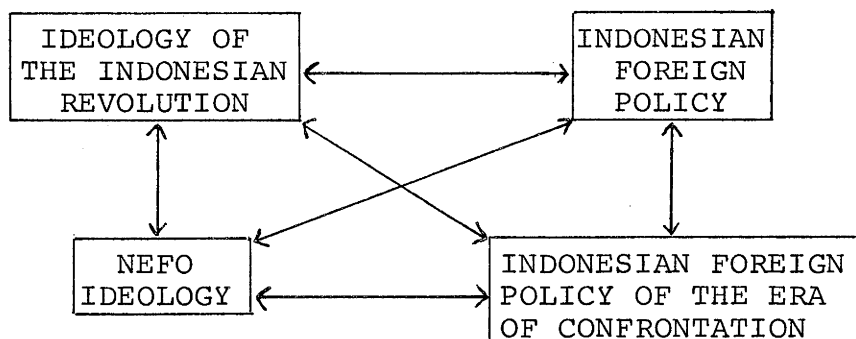 IDEOLOGY OF
THE INDONESIAN
REVOLUTION
INDONESIAN
FOREIGN
POLICY
NEFO
IDEOLOGY
INDONESIAN FOREIGN
POLICY OF THE ERA
OF CONFRONTATION